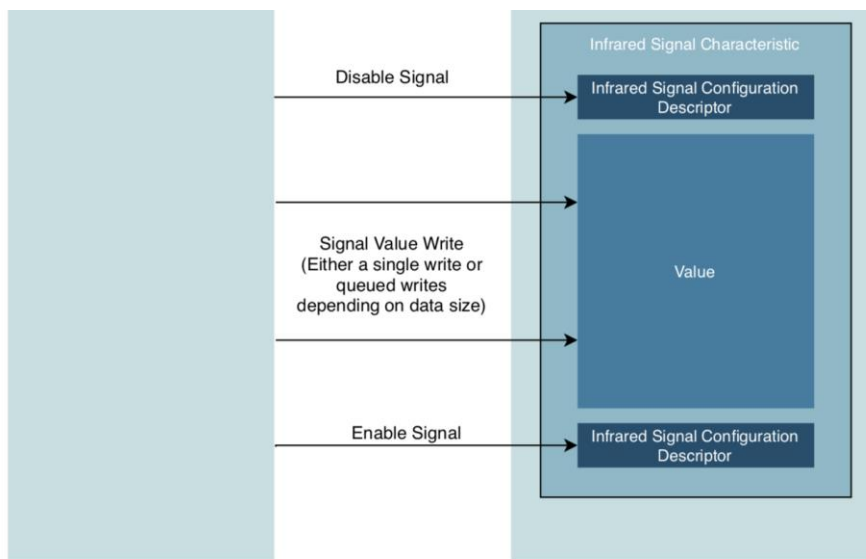 Infrared Signal Characteristic
Disable Signal
Infrared Signal Configuration
Descriptor
Signal Value Write
(Either a single write or
queued writes
depending on data size)
Value
Enable Signal
Infrared Signal Configuration
Descriptor